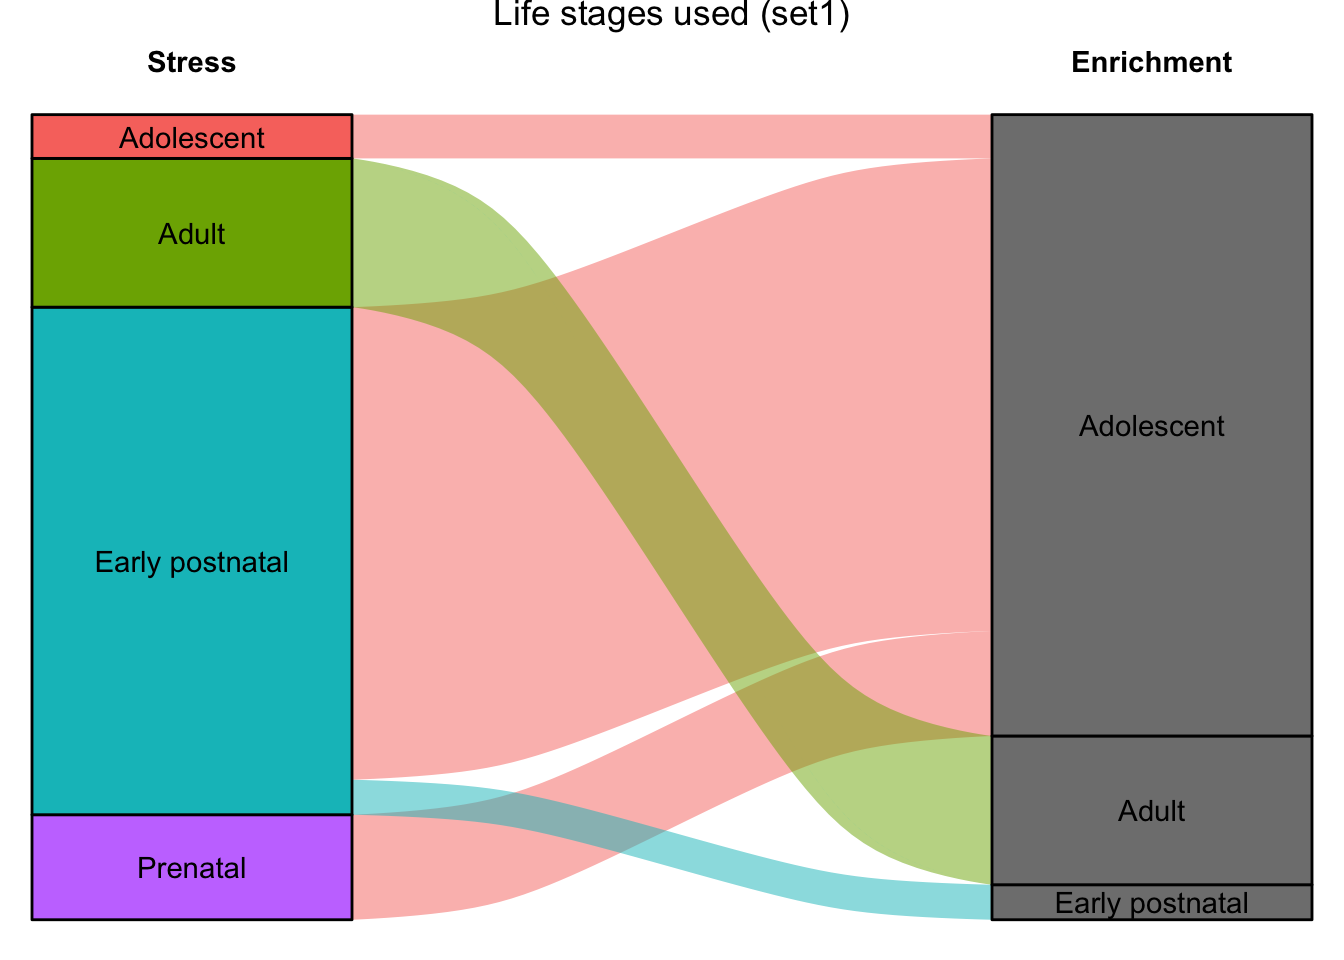 Life stages used (set1)
Stress
Enrichment
Adolescent
Adult
Early postnatal
Prenatal
Adolescent
Adult
Early postnatal